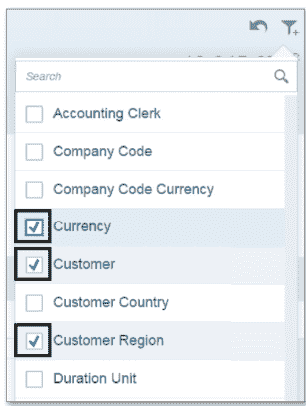 Search
Accounting Clerk
Company Code
Company Code Currency
Currency
Customer
Customer Country
Customer Region
Duration Unit